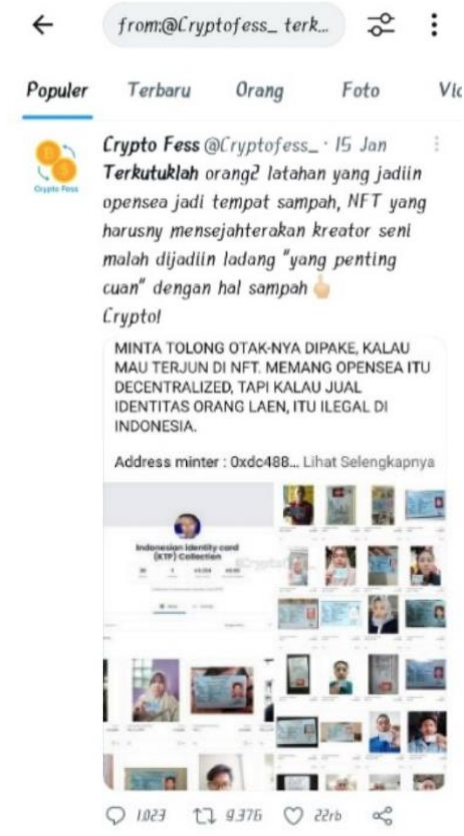 from:@Cryptofess_ terk...
Populer Terbaru Orang Foto Vid
Crypto Fess @Cryptofess_ · 15 Jan
Terkutuklah orang2 latahan yang jadiin
opensea jadi tempat sampah, NFT yang
harusny mensejahterakan kreator seni
malah dijadiin ladang "yang penting
cuan" dengan hal sampah👆🏻
Crypto!
Crypto Fess
MINTA TOLONG OTAK-NYA DIPAKE, KALAU
MAU TERJUN DI NFT. MEMANG OPENSEA ITU
DECENTRALIZED, TAPI KALAU JUAL
IDENTITAS ORANG LAEN, ITU ILEGAL DI
INDONESIA.
Address minter : 0xdc488... Lihat Selengkapnya
Indonesian identity card
(KTP) Collection
1.023 9.376 22rb